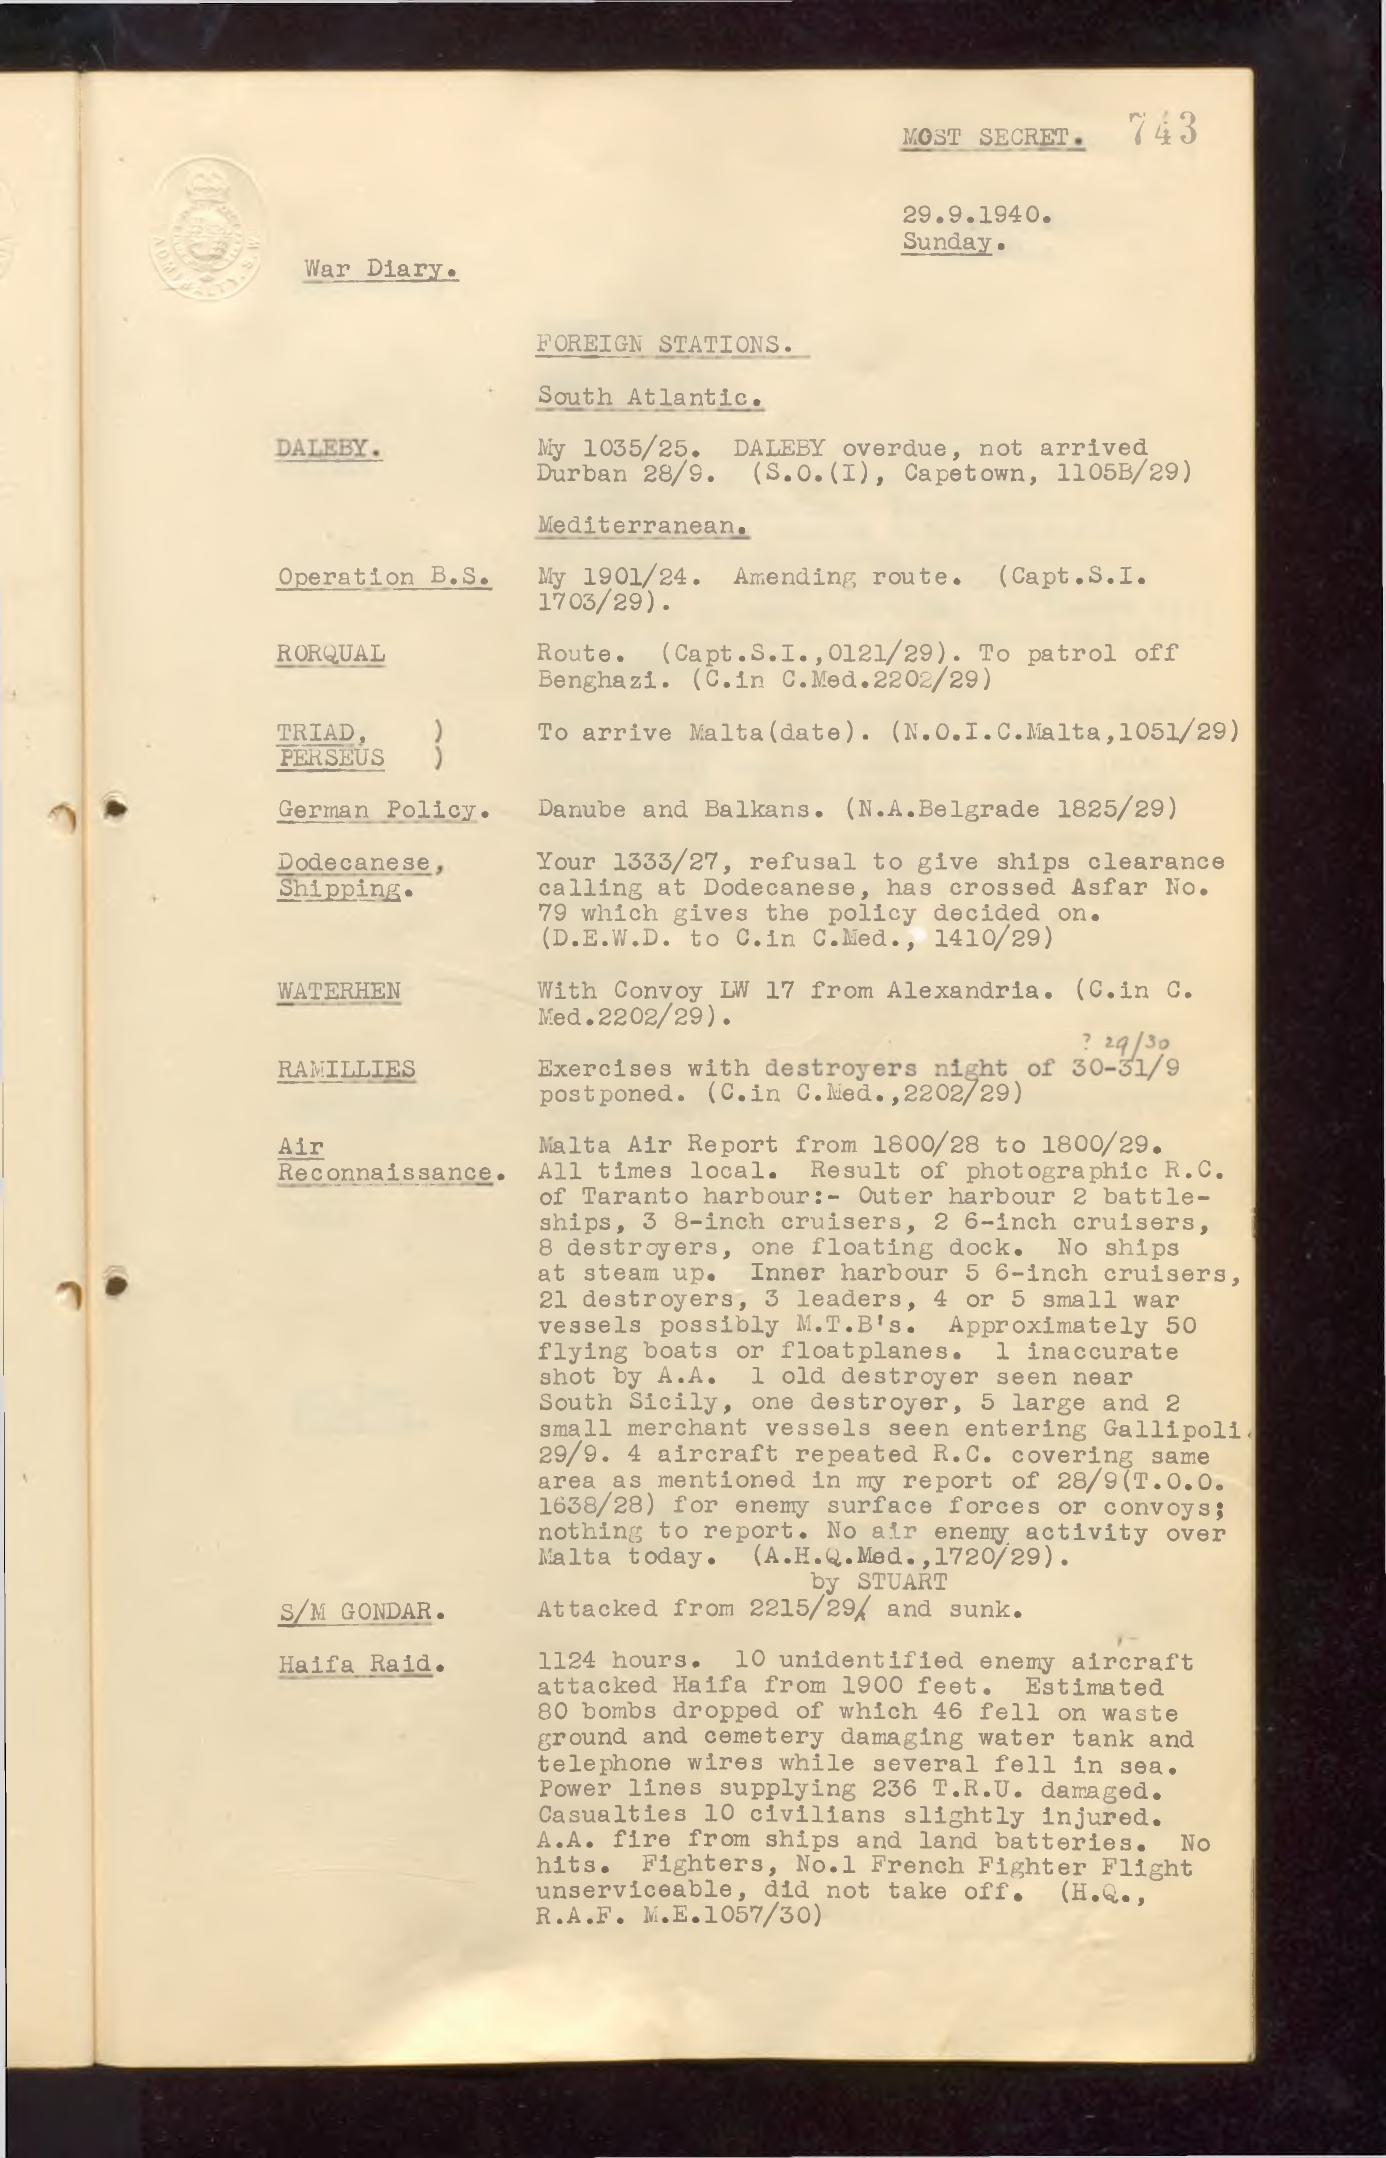 MOST SECRET. 743
29.9.1940.
Sunday.
ADMIRALTY.S.W
War Diary.
FOREIGN STATIONS.
South Atlantic.
DALEBY. My 1035/25. DALEBY overdue, not arrived
Durban 28/9. (S.O.(I), Capetown, 1105B/29)
Mediterranean.
Operation B.S. My 1901/24. Amending route. (Capt.S.I.
1703/29).
RORQUAL Route. (Capt.S.I.,0121/29). To patrol off
Benghazi. (C.in C.Med.2202/29)
TRIAD, ) To arrive Malta(date). (N.O.I.C.Malta,1051/29)
PERSEUS )
German Policy. Danube and Balkans. (N.A.Belgrade 1825/29)
Dodecanese, Your 1333/27, refusal to give ships clearance
Shipping. calling at Dodecanese, has crossed Asfar No.
79 which gives the policy decided on.
(D.E.W.D. to C.in C.Med., 1410/29)
WATERHEN With Convoy LW 17 from Alexandria. (C.in C.
Med.2202/29).
? 29/30
RAMILLIES Exercises with destroyers night of 30-31/9
postponed. (C.in C.Med.,2202/29)
Air Malta Air Report from 1800/28 to 1800/29.
Reconnaissance. All times local. Result of photographic R.C.
of Taranto harbour:- Outer harbour 2 battle-
ships, 3 8-inch cruisers, 2 6-inch cruisers,
8 destroyers, one floating dock. No ships
at steam up. Inner harbour 5 6-inch cruisers,
21 destroyers, 3 leaders, 4 or 5 small war
vessels possibly M.T.B's. Approximately 50
flying boats or floatplanes. 1 inaccurate
shot by A.A. 1 old destroyer seen near
South Sicily, one destroyer, 5 large and 2
small merchant vessels seen entering Gallipoli.
29/9. 4 aircraft repeated R.C. covering same
area as mentioned in my report of 28/9(T.O.O.
1638/28) for enemy surface forces or convoys;
nothing to report. No air enemy activity over
Malta today. (A.H.Q.Med.,1720/29).
by STUART
S/M GONDAR. Attacked from 2215/29/ and sunk.
Haifa Raid. 1124 hours. 10 unidentified enemy aircraft
attacked Haifa from 1900 feet. Estimated
80 bombs dropped of which 46 fell on waste
ground and cemetery damaging water tank and
telephone wires while several fell in sea.
Power lines supplying 236 T.R.U. damaged.
Casualties 10 civilians slightly injured.
A.A. fire from ships and land batteries. No
hits. Fighters, No.1 French Fighter Flight
unserviceable, did not take off. (H.Q.,
R.A.F. M.E.1057/30)